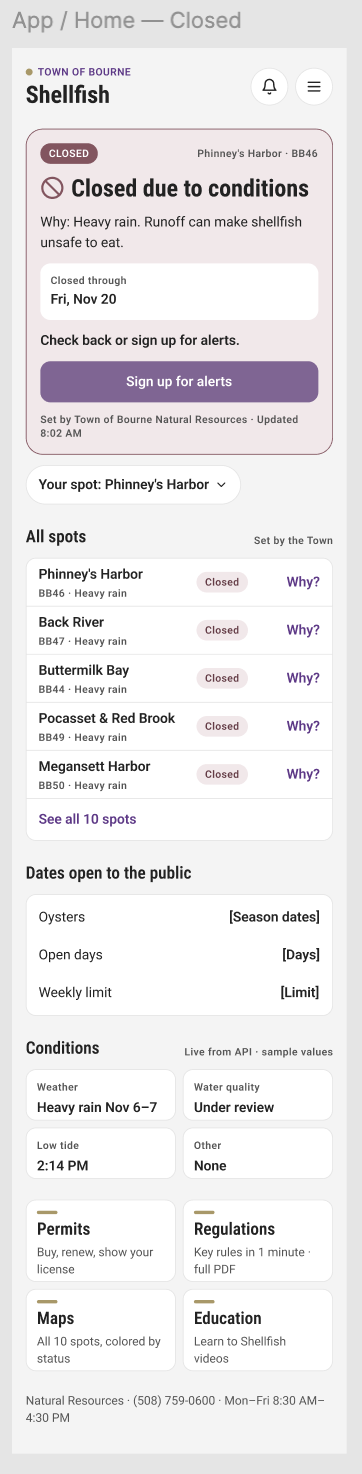 App / Home — Closed
TOWN OF BOURNE
Shellfish
CLOSED
Phinney's Harbor · BB46
Closed due to conditions
Why: Heavy rain. Runoff can make shellfish
unsafe to eat.
Closed through
Fri, Nov 20
Check back or sign up for alerts.
Sign up for alerts
Set by Town of Bourne Natural Resources · Updated
8:02 AM
Your spot: Phinney's Harbor
All spots
Set by the Town
Phinney's Harbor
BB46 · Heavy rain
Closed
Why?
Back River
BB47 · Heavy rain
Closed
Why?
Buttermilk Bay
BB44 · Heavy rain
Closed
Why?
Pocasset & Red Brook
BB49 · Heavy rain
Closed
Why?
Megansett Harbor
BB50 · Heavy rain
Closed
Why?
See all 10 spots
Dates open to the public
Oysters
[Season dates]
Open days
[Days]
Weekly limit
[Limit]
Conditions
Live from API · sample values
Weather
Heavy rain Nov 6–7
Water quality
Under review
Low tide
2:14 PM
Other
None
Permits
Buy, renew, show your
license
Regulations
Key rules in 1 minute ·
full PDF
Maps
All 10 spots, colored by
status
Education
Learn to Shellfish
videos
Natural Resources · (508) 759-0600 · Mon–Fri 8:30 AM–
4:30 PM